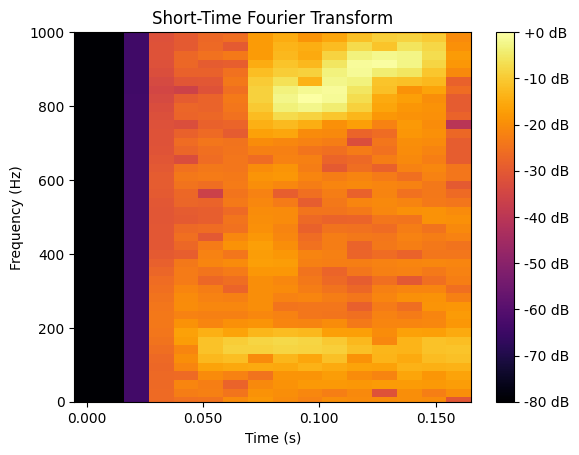 Short-Time Fourier Transform
Frequency (Hz)
1000
800
600
400
200
0
0.000
0.050
0.100
0.150
Time (s)
+0 dB
-10 dB
-20 dB
-30 dB
-40 dB
-50 dB
-60 dB
-70 dB
-80 dB